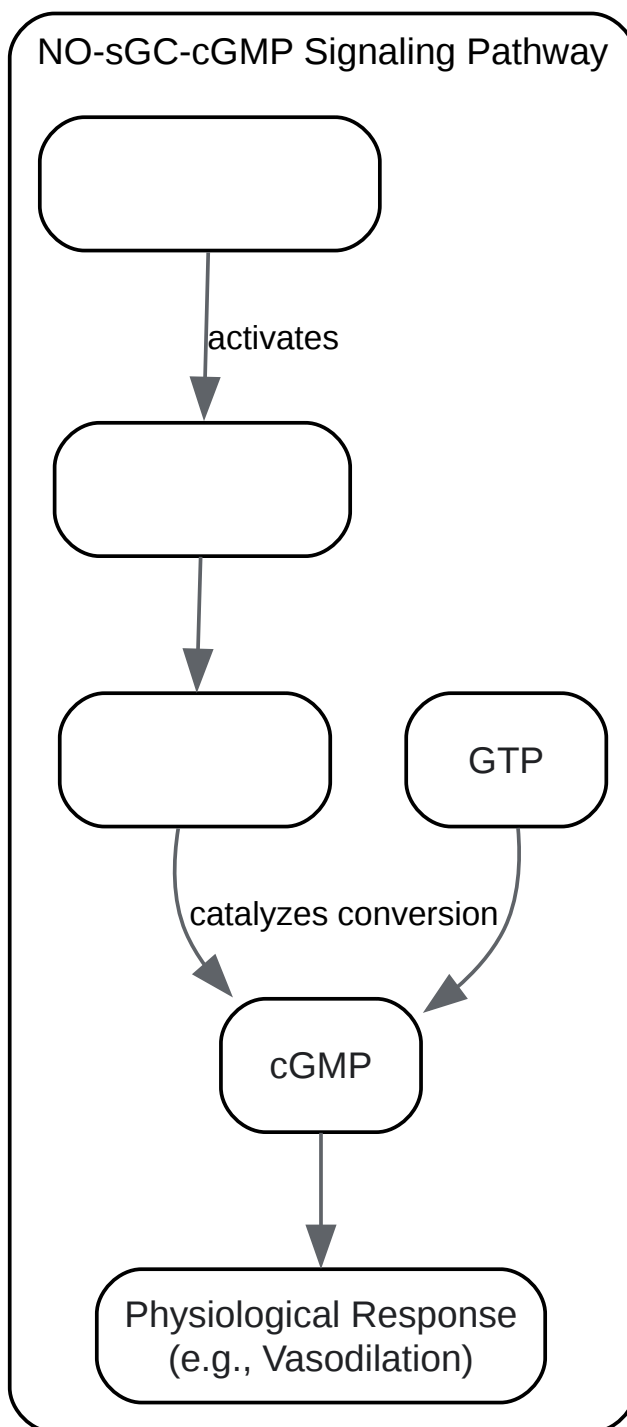 NO-sGC-cGMP Signaling Pathway
activates
GTP
catalyzes conversion
cGMP
Physiological Response
(e.g., Vasodilation)